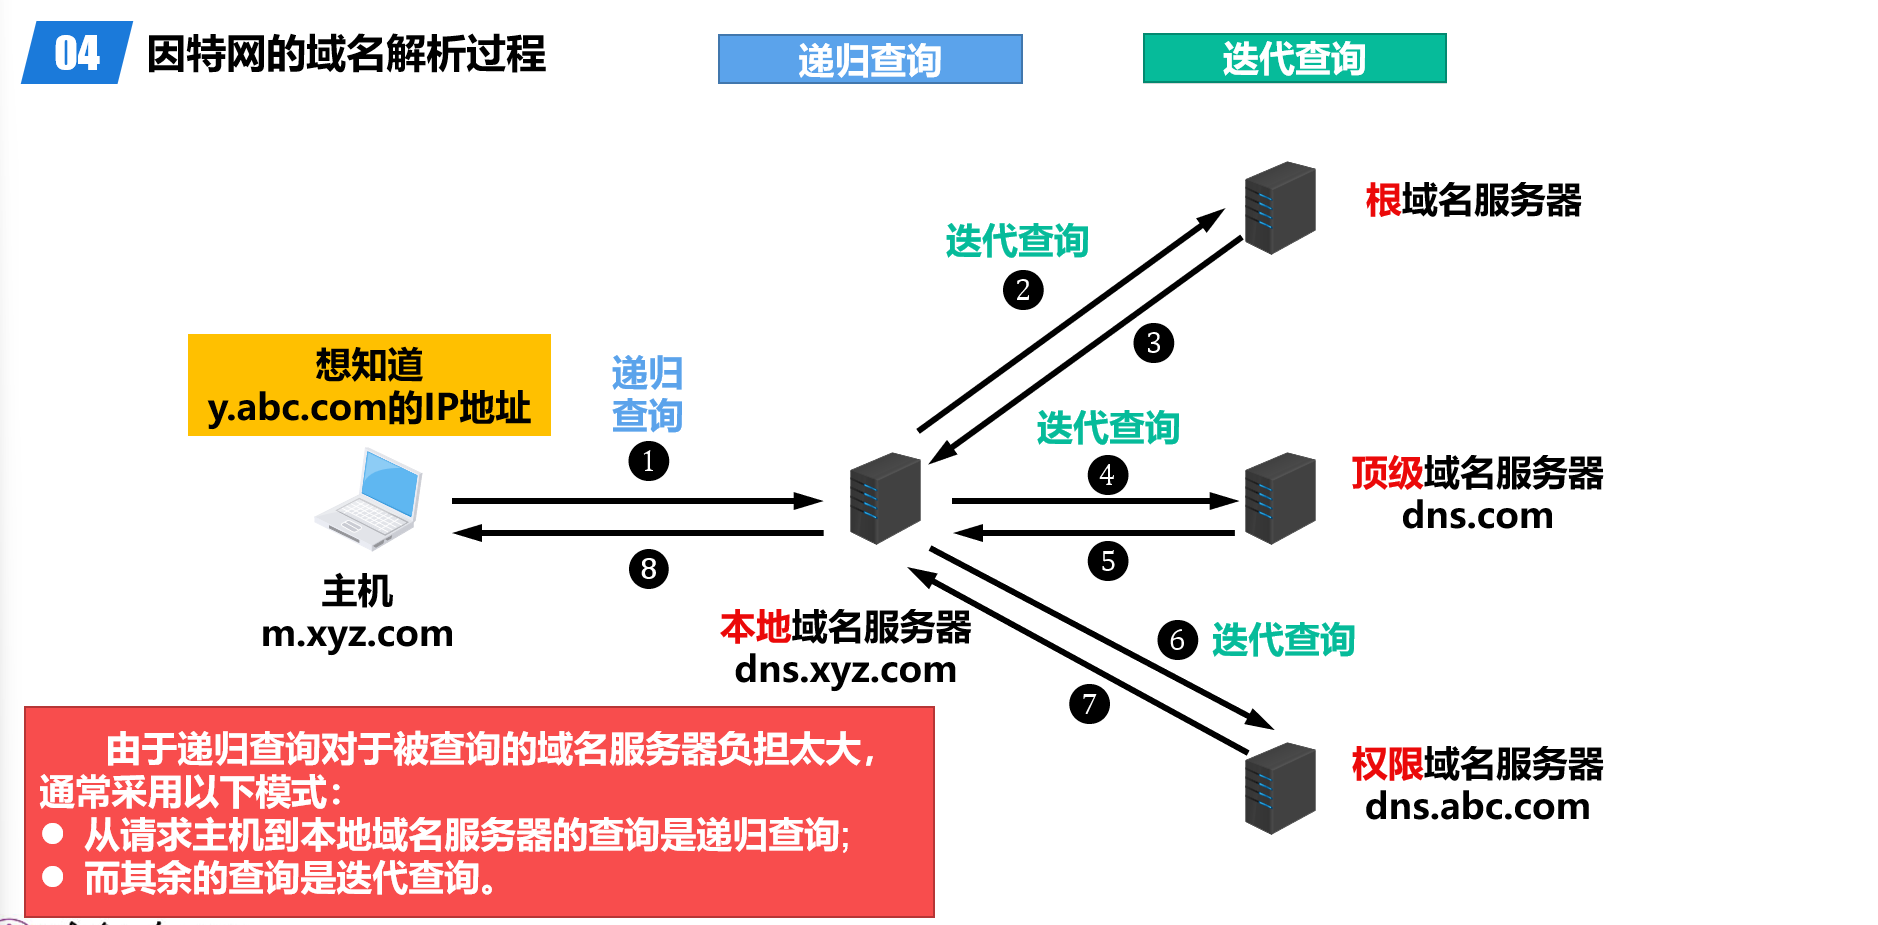 04 因特网的域名解析过程
递归查询
迭代查询
根域名服务器
迭代查询
2
3
想知道
y.abc.com的IP地址
递归
查询
1
迭代查询
4
顶级域名服务器
dns.com
5
8
主机
m.xyz.com
本地域名服务器
dns.xyz.com
6 迭代查询
7
权限域名服务器
dns.abc.com
由于递归查询对于被查询的域名服务器负担太大，
通常采用以下模式：
● 从请求主机到本地域名服务器的查询是递归查询；
● 而其余的查询是迭代查询。